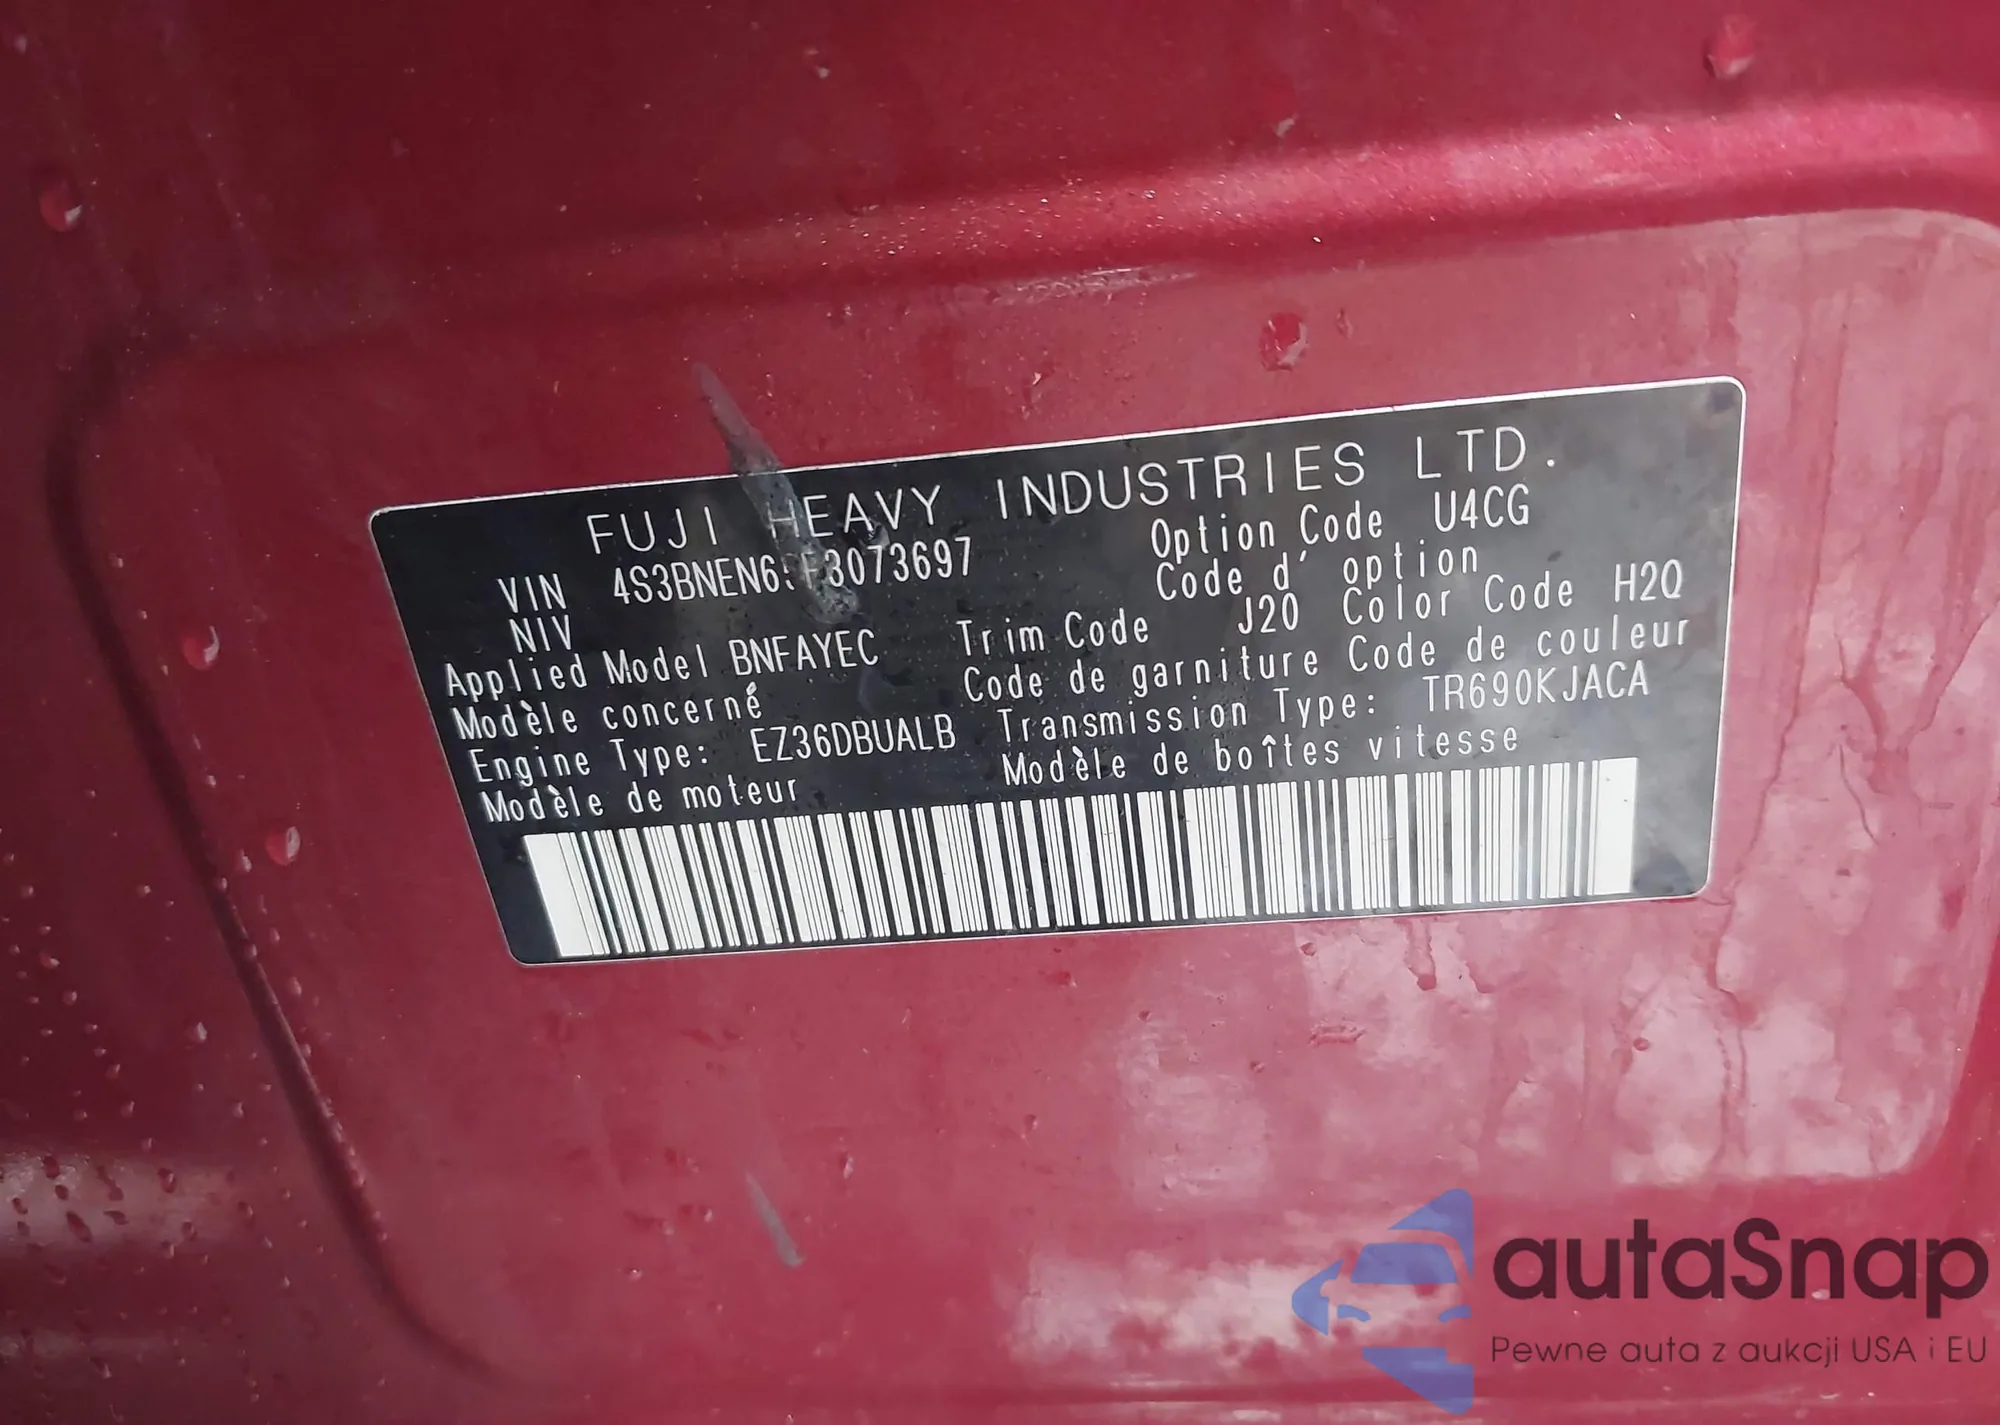 FUJI HEAVY INDUSTRIES LTD.
VIN Option Code U4CG
NIV Code d' option
Applied Model BNFAYEC Trim Code J20 Color Code H2Q
Modèle concerné Code de garniture Code de couleur
Engine Type: EZ36DBUALB Transmission Type: TR690KJACA
Modèle de moteur Modèle de boîtes vitesse
autaSnap
Pewne auta z aukcji USA i EU